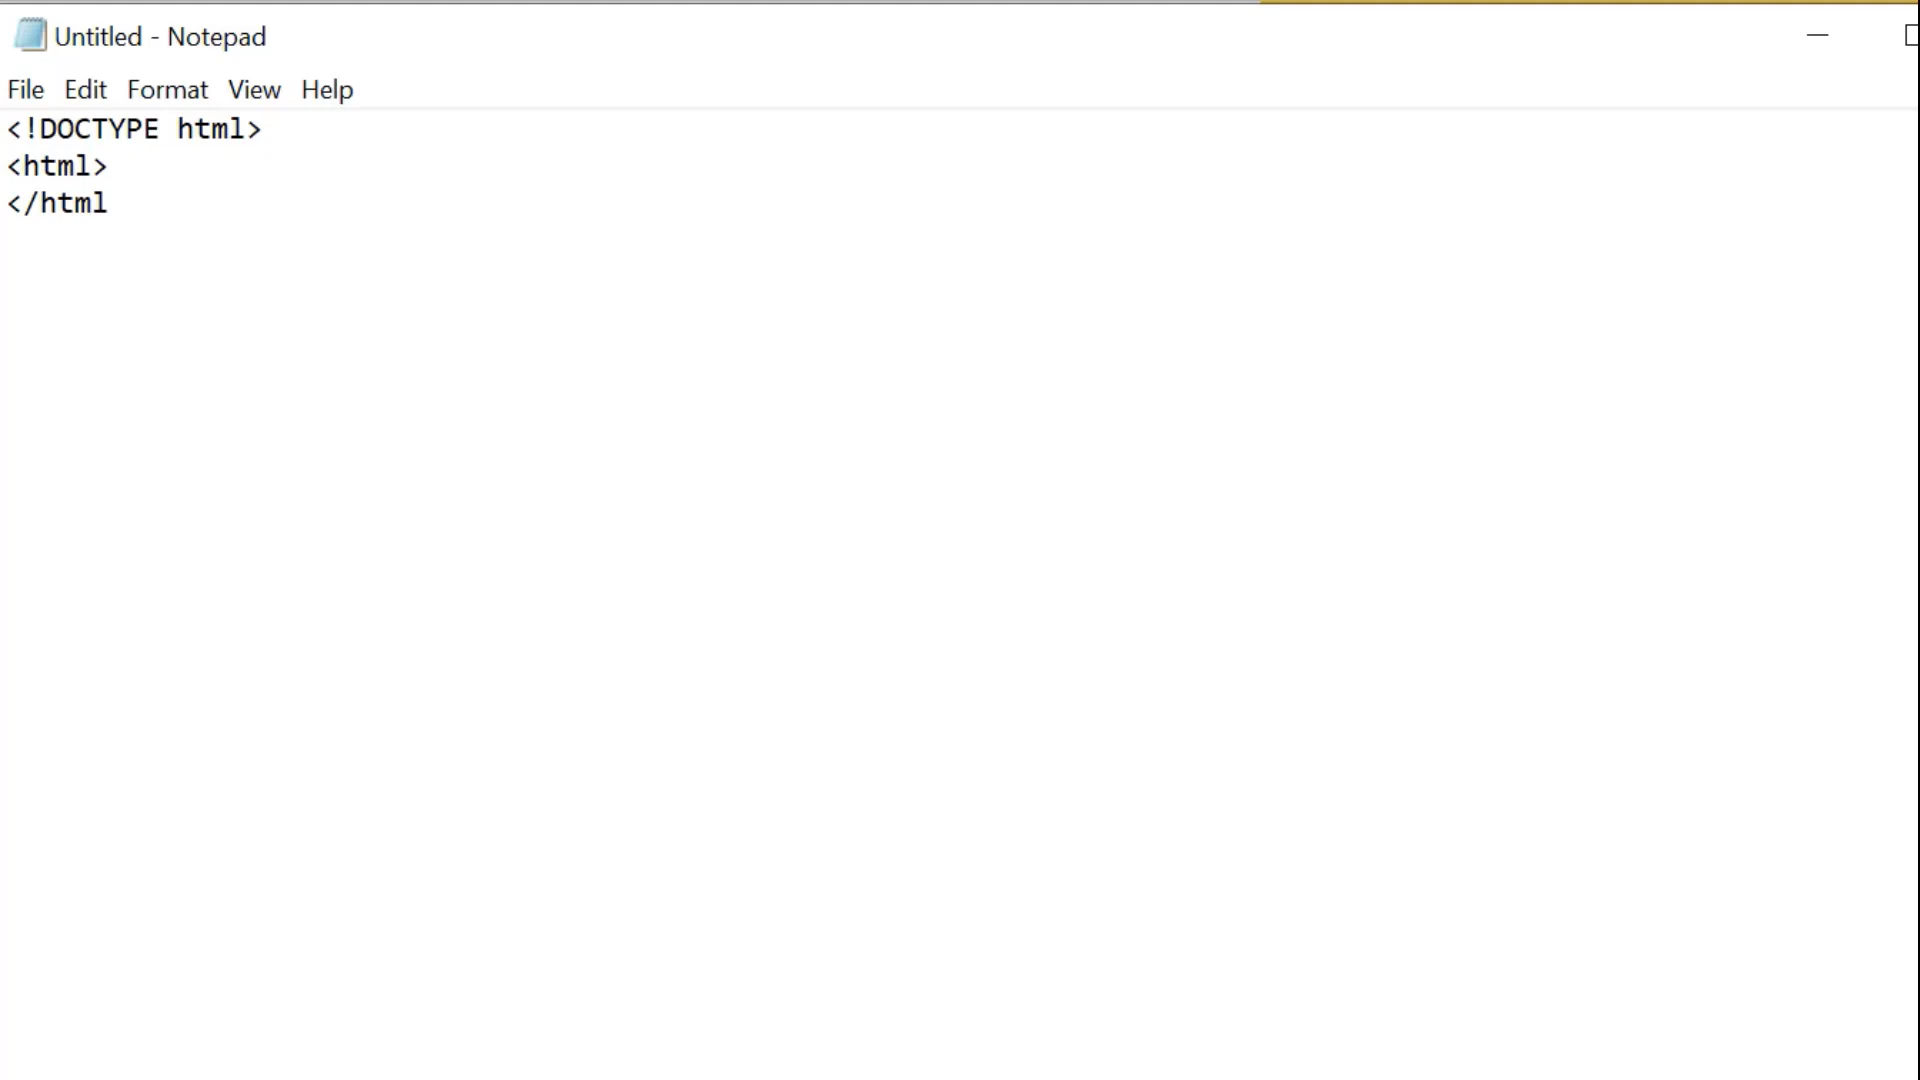 Untitled - Notepad
File Edit Format View Help
<!DOCTYPE html>
<html>
</html